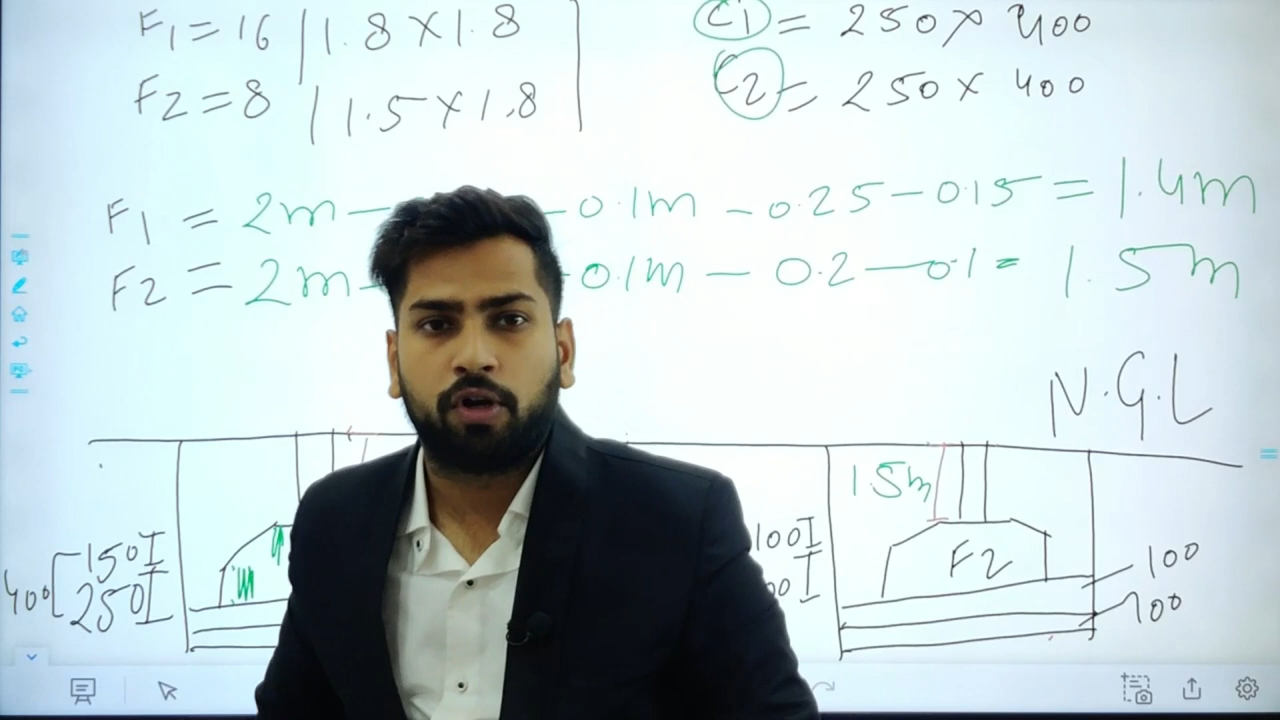 F1 = 16 | 1.8 X 1.8
F2 = 8 | 1.5 X 1.8
C1 = 250 X 400
C2 = 250 X 400
F1 = 2m - - 0.1m - 0.25 - 0.15 = 1.4m
F2 = 2m - - 0.1m - 0.2 - 0.1 = 1.5m
N.G.L
400
150
250
100
1.5m
F2
100
100